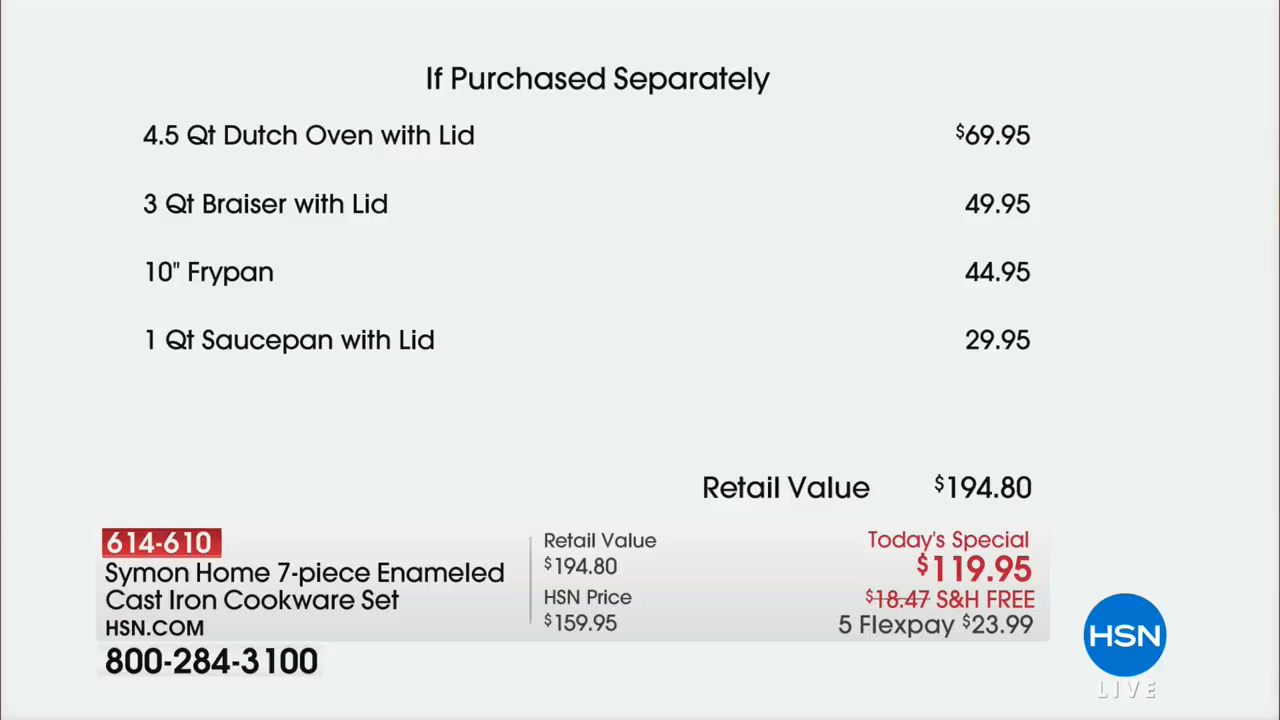 If Purchased Separately
4.5 Qt Dutch Oven with Lid $69.95
3 Qt Braiser with Lid 49.95
10" Frypan 44.95
1 Qt Saucepan with Lid 29.95
Retail Value $194.80
614-610
Symon Home 7-piece Enameled
Cast Iron Cookware Set
HSN.COM
800-284-3100
Retail Value
$194.80
HSN Price
$159.95
Today's Special
$119.95
$18.47 S&H FREE
5 Flexpay $23.99
HSN
LIVE